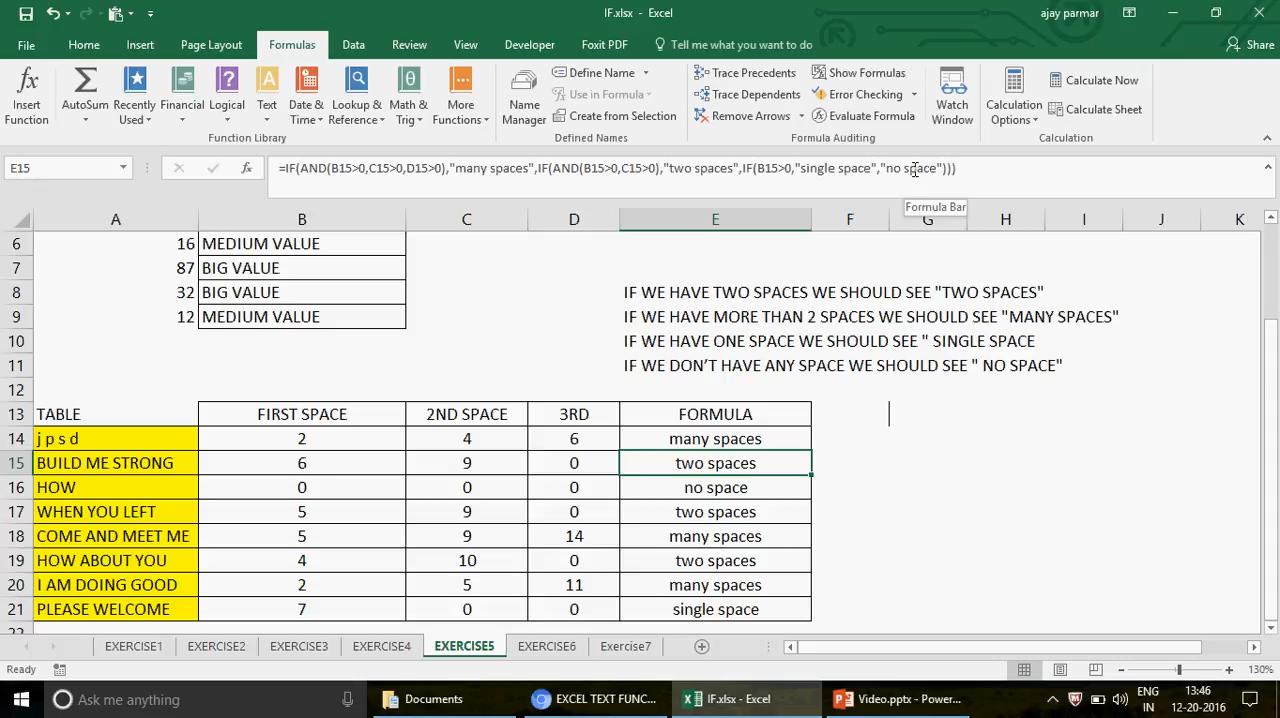 IF.xlsx - Excel
ajay parmar
File Home Insert Page Layout Formulas Data Review View Developer Foxit PDF Tell me what you want to do Share
Insert Function
AutoSum
Recently Used
Financial
Logical
Text
Date & Time
Lookup & Reference
Math & Trig
More Functions
Function Library
Name Manager
Define Name
Use in Formula
Create from Selection
Defined Names
Trace Precedents
Trace Dependents
Remove Arrows
Show Formulas
Error Checking
Evaluate Formula
Formula Auditing
Watch Window
Calculation Options
Calculate Now
Calculate Sheet
Calculation
E15 fx =IF(AND(B15>0,C15>0,D15>0),"many spaces",IF(AND(B15>0,C15>0),"two spaces",IF(B15>0,"single space","no space")))
Formula Bar
A B C D E F G H I J K
6 16 MEDIUM VALUE
7 87 BIG VALUE
8 32 BIG VALUE IF WE HAVE TWO SPACES WE SHOULD SEE "TWO SPACES"
9 12 MEDIUM VALUE IF WE HAVE MORE THAN 2 SPACES WE SHOULD SEE "MANY SPACES"
10 IF WE HAVE ONE SPACE WE SHOULD SEE " SINGLE SPACE
11 IF WE DON'T HAVE ANY SPACE WE SHOULD SEE " NO SPACE"
12
13 TABLE FIRST SPACE 2ND SPACE 3RD FORMULA
14 j p s d 2 4 6 many spaces
15 BUILD ME STRONG 6 9 0 two spaces
16 HOW 0 0 0 no space
17 WHEN YOU LEFT 5 9 0 two spaces
18 COME AND MEET ME 5 9 14 many spaces
19 HOW ABOUT YOU 4 10 0 two spaces
20 I AM DOING GOOD 2 5 11 many spaces
21 PLEASE WELCOME 7 0 0 single space
22
EXERCISE1 EXERCISE2 EXERCISE3 EXERCISE4 EXERCISE5 EXERCISE6 Exercise7
Ready 130%
Ask me anything
Documents
EXCEL TEXT FUNC...
IF.xlsx - Excel
Video.pptx - Power...
ENG
IN
13:46
12-20-2016